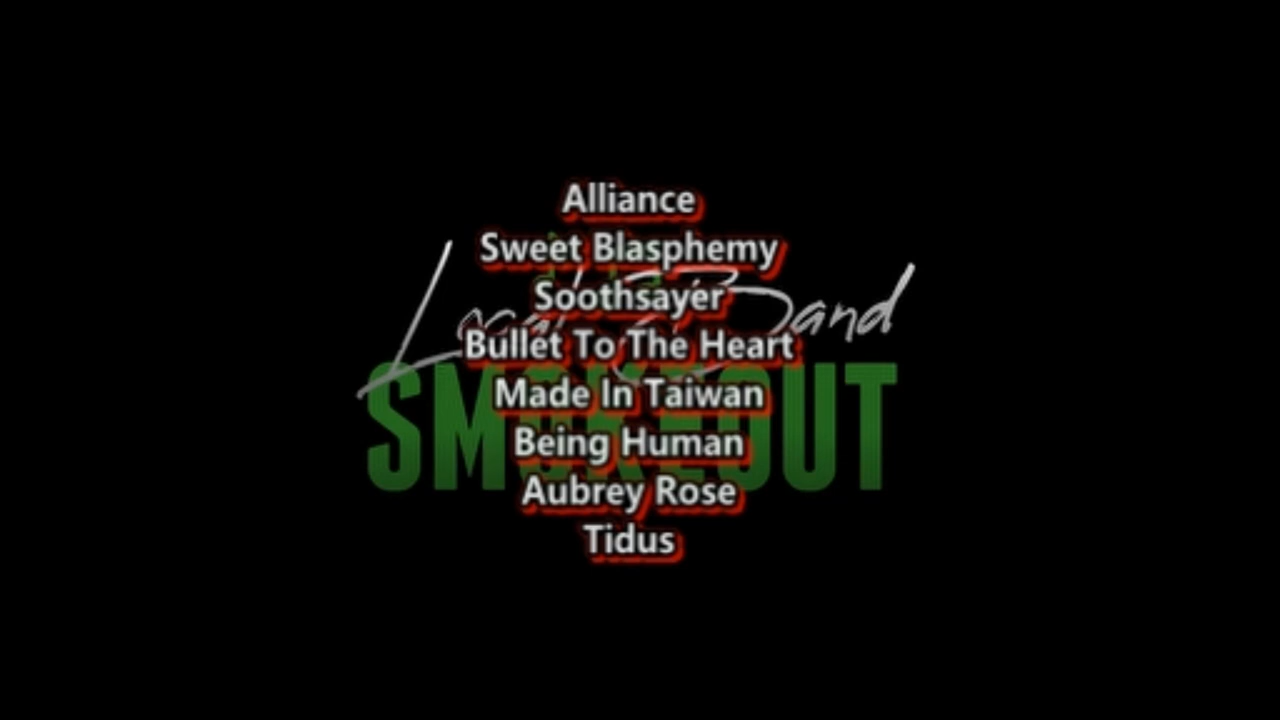 Alliance
Sweet Blasphemy
Soothsayer
Local Band
Bullet To The Heart
SMOKEOUT
Made In Taiwan
Being Human
Aubrey Rose
Tidus